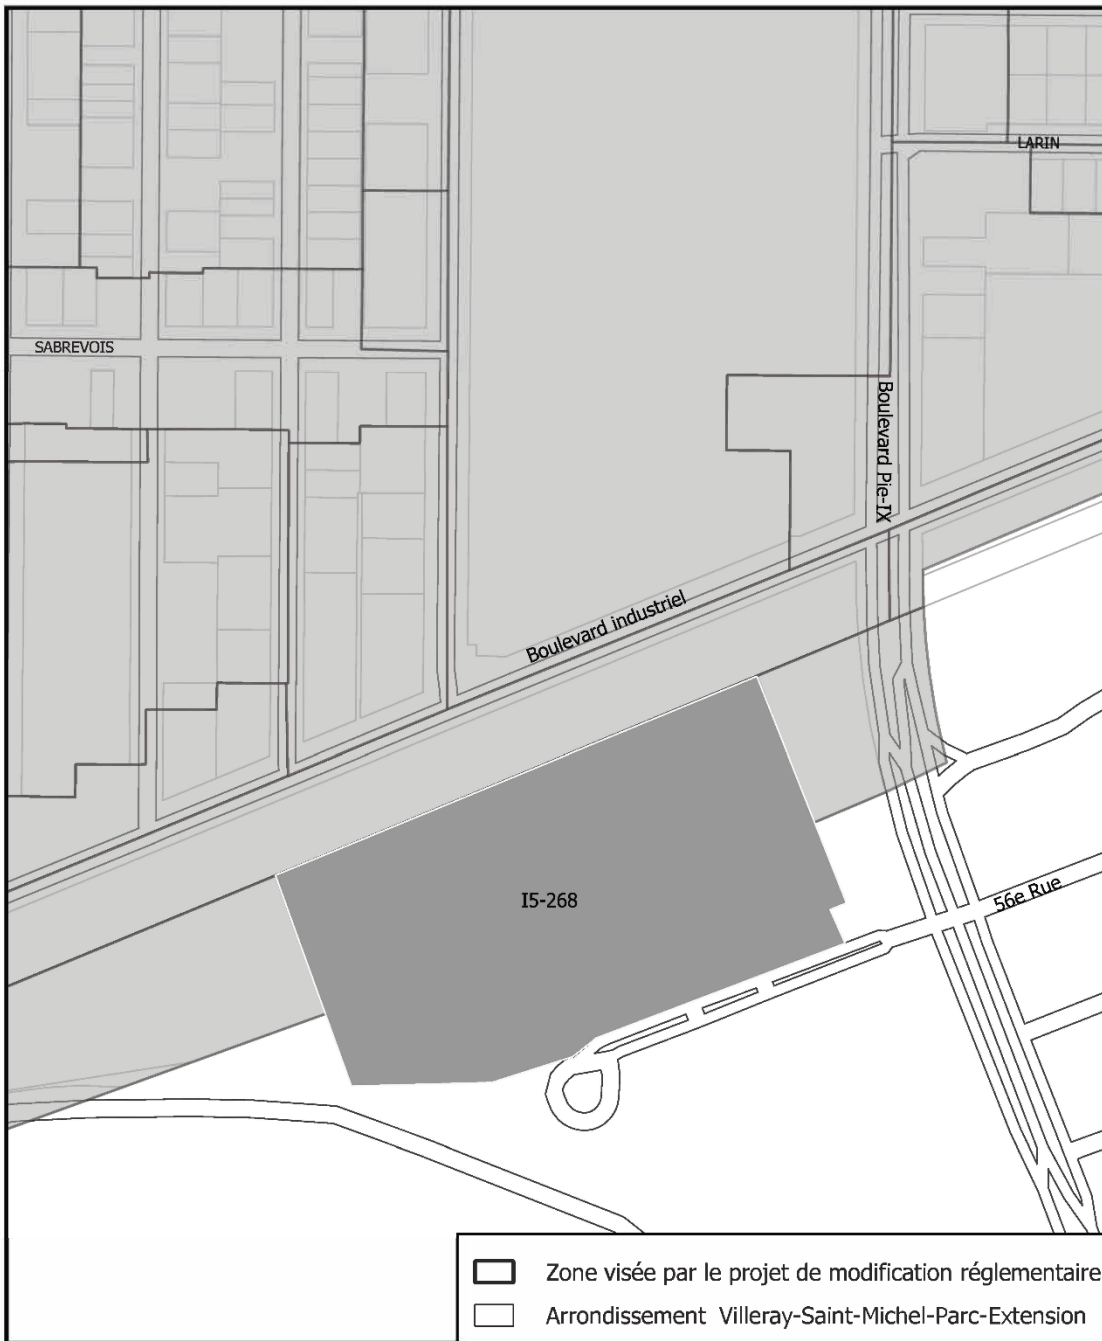 LARIN
SABREVOIS
Boulevard Pie-IX
Boulevard industriel
I5-268
56e Rue
Zone visée par le projet de modification réglementaire
Arrondissement Villeray-Saint-Michel-Parc-Extension